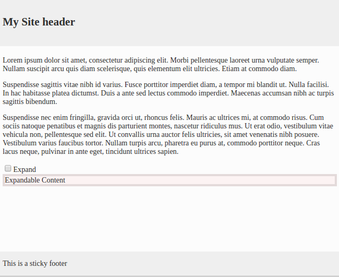 My Site header
Lorem ipsum dolor sit amet, consectetur adipiscing elit. Morbi pellentesque laoreet urna vulputate semper.
Nullam suscipit arcu quis diam scelerisque, quis elementum elit ultricies. Etiam at commodo diam.
Suspendisse sagittis vitae nibh id varius. Fusce porttitor imperdiet diam, a tempor mi blandit ut. Nulla facilisi.
In hac habitasse platea dictumst. Duis a ante sed lectus commodo imperdiet. Maecenas accumsan nibh ac turpis
sagittis bibendum.
Suspendisse nec enim fringilla, gravida orci ut, rhoncus felis. Mauris ac ultrices mi, at commodo risus. Cum
sociis natoque penatibus et magnis dis parturient montes, nascetur ridiculus mus. Ut erat odio, vestibulum vitae
vehicula non, pellentesque sed elit. Ut convallis urna auctor felis ultricies, sit amet venenatis nibh posuere.
Vestibulum varius faucibus tortor. Nullam turpis arcu, pharetra eu purus at, commodo porttitor neque. Cras
lacus neque, pulvinar in ante eget, tincidunt ultrices sapien.
Expand
Expandable Content
This is a sticky footer